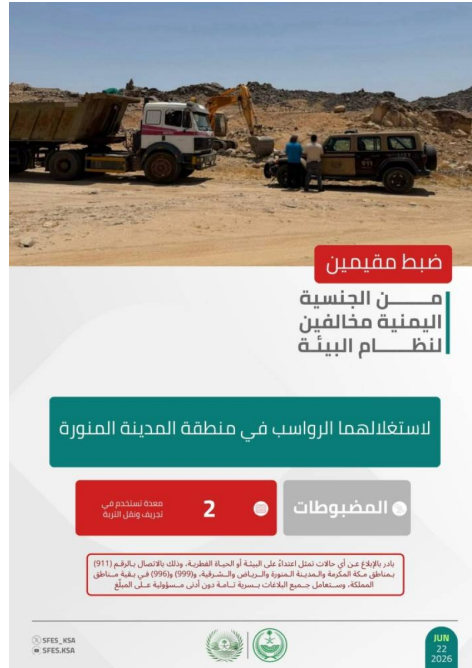 911
ضبط مقيمين
من الجنسية
اليمنية مخالفين
لنظام البيئة
لاستغلالهما الرواسب في منطقة المدينة المنورة
المضبوطات
2
معدة تستخدم في
تجريف ونقل التربة
بادر بالإبلاغ عن أي حالات تمثل اعتداءً على البيئة أو الحياة الفطرية، وذلك بالاتصال بالرقم (911)
بمناطق مكة المكرمة والمدينة المنورة والرياض والشرقية، و(999) و(996) في بقية مناطق
المملكة، وستعامل جميع البلاغات بسرية تامة دون أدنى مسؤولية على المبلّغ
SFES_KSA
SFES.KSA
JUN
22
2026